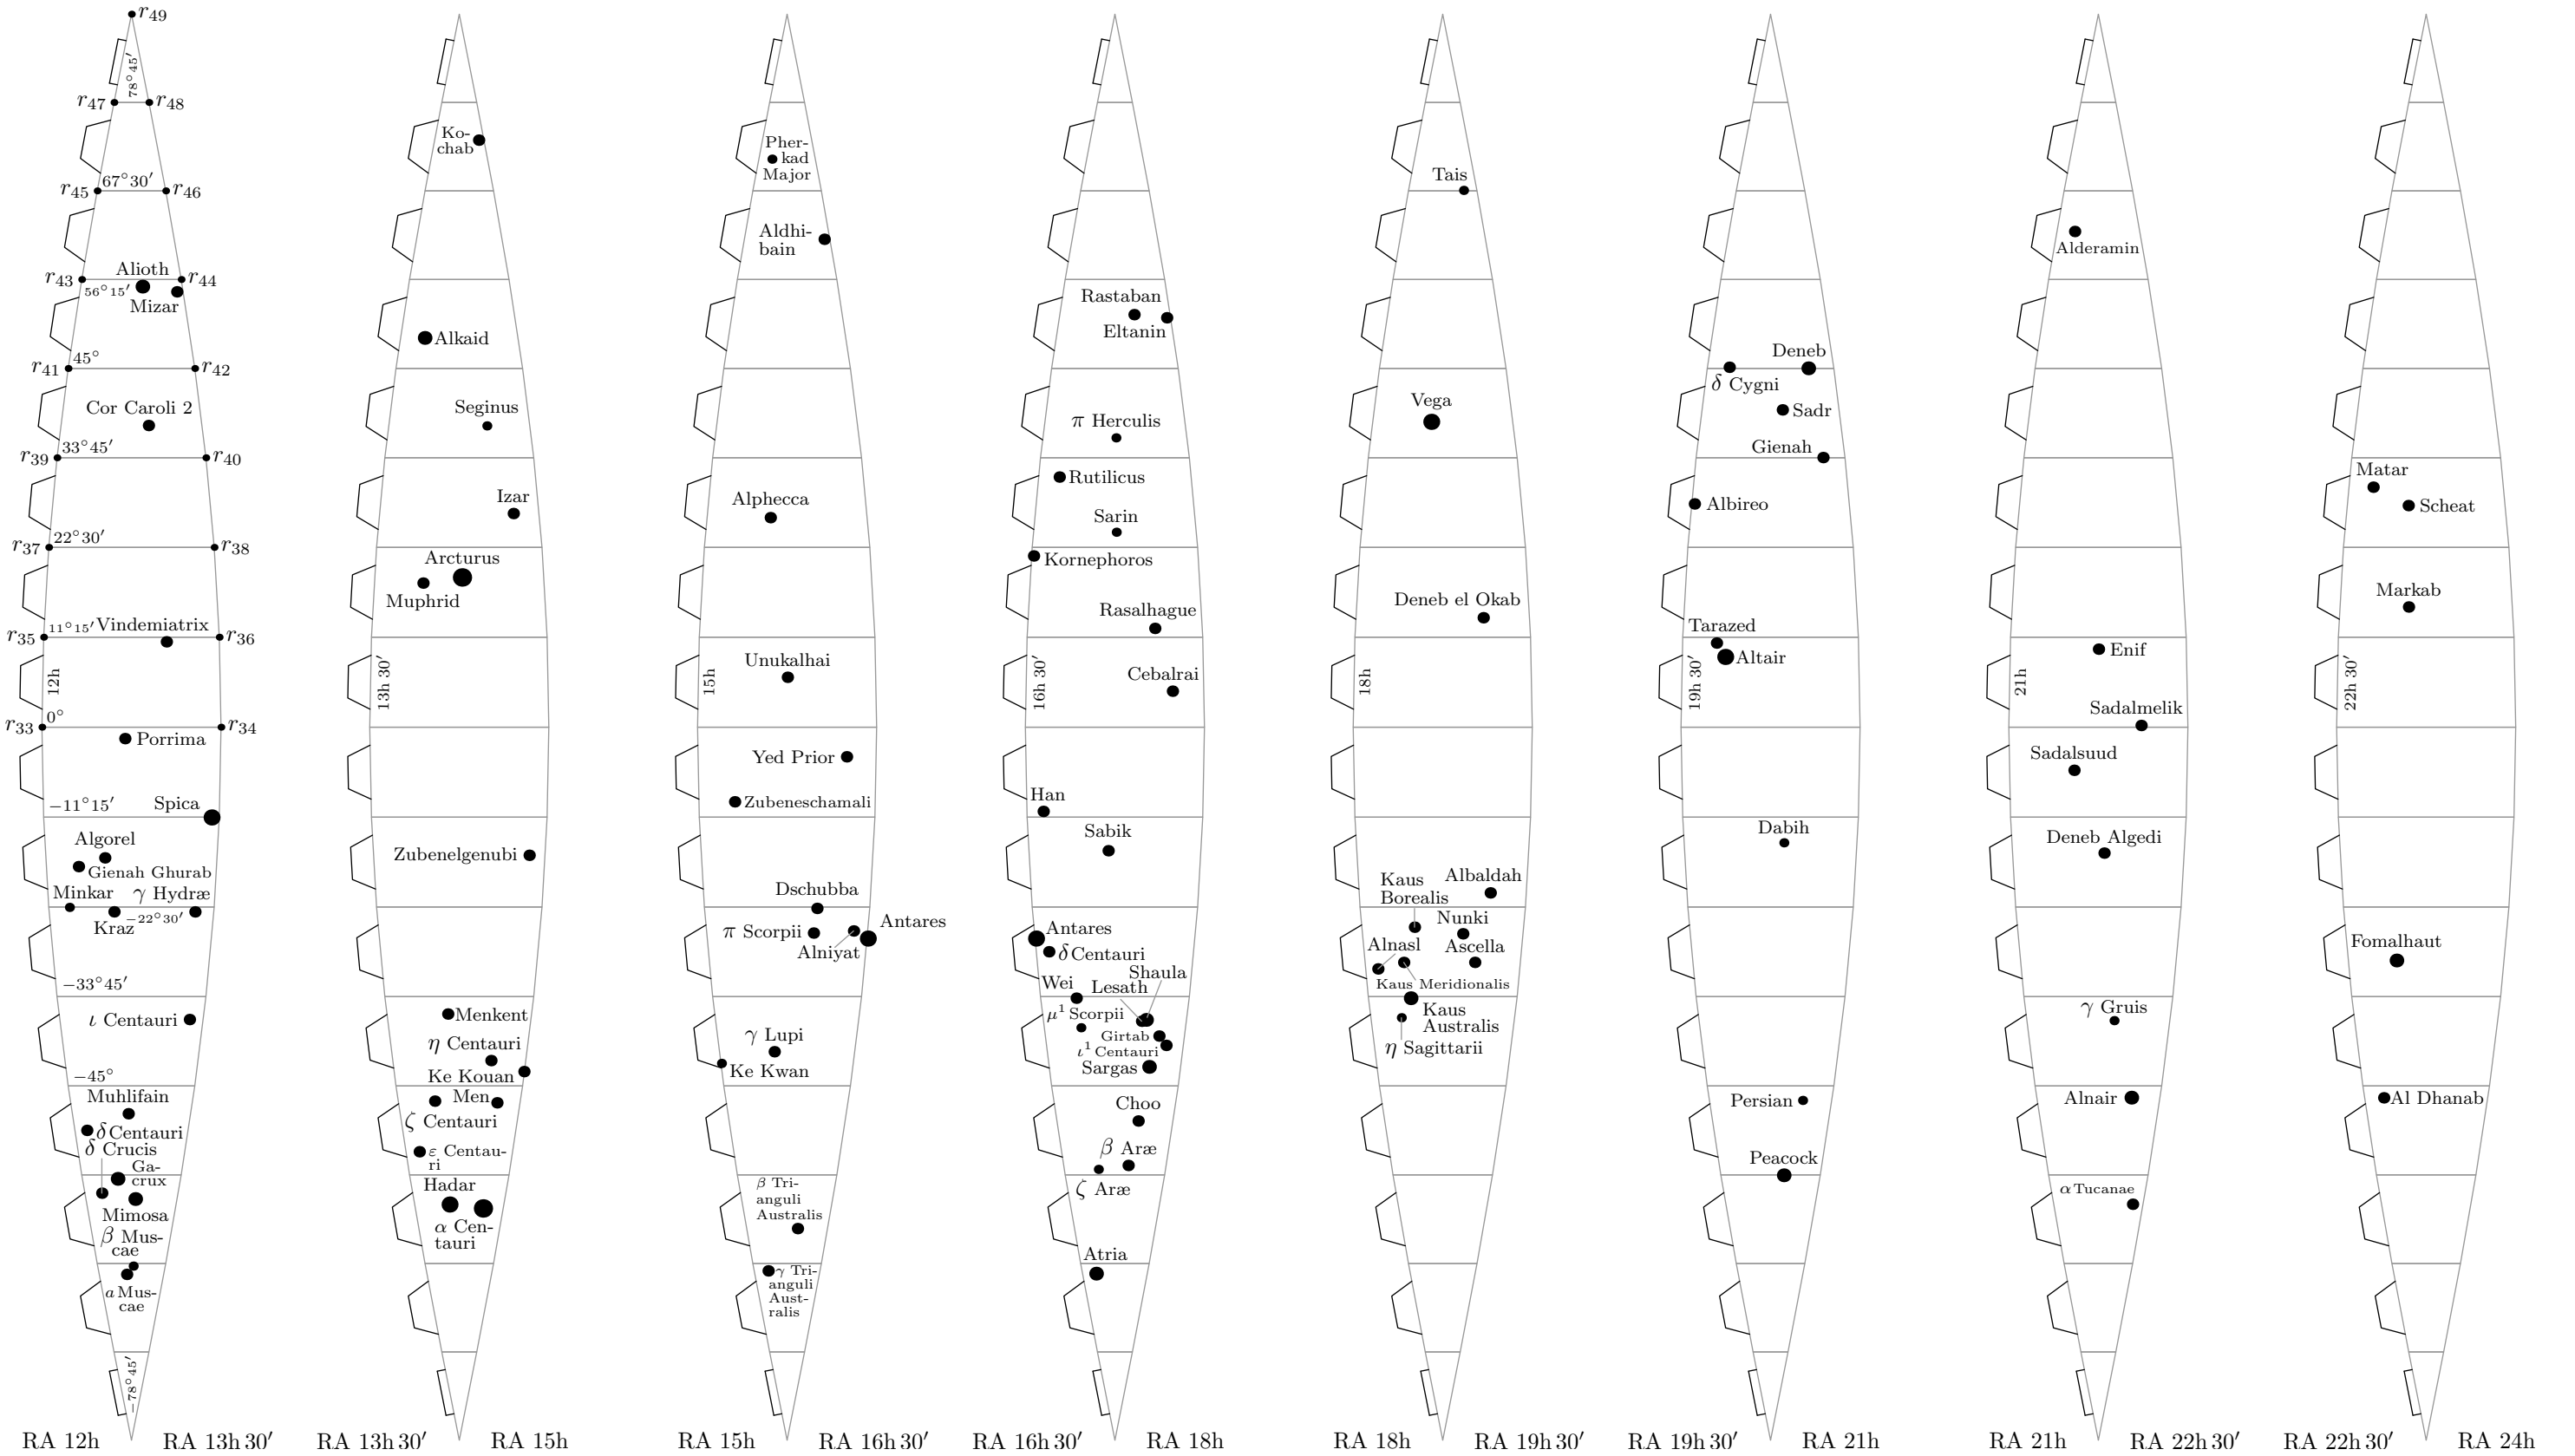 r49
78°45′
r47
r48
r45
67°30′
r46
Alioth
r43
r44
56°15′
Mizar
45°
r41
r42
Cor Caroli 2
33°45′
r39
r40
22°30′
r37
r38
11°15′
Vindemiatrix
r35
r36
12h
0°
r33
r34
Porrima
−11°15′
Spica
Algorel
Gienah Ghurab
Minkar
γ Hydræ
−22°30′
Kraz
−33°45′
ι Centauri
−45°
Muhlifain
δ Centauri
δ Crucis
Ga-
crux
Mimosa
β Mus-
cae
a Mus-
cae
−78°45′
RA 12h
RA 13h 30′
Ko-
chab
Alkaid
Seginus
Izar
Arcturus
Muphrid
13h 30′
Zubenelgenubi
Menkent
η Centauri
Ke Kouan
Men
ζ Centauri
ε Centau-
ri
Hadar
α Cen-
tauri
RA 13h 30′
RA 15h
Pher-
kad
Major
Aldhi-
bain
Alphecca
Unukalhai
15h
Yed Prior
Zubeneschamali
Dschubba
Antares
π Scorpii
Alniyat
γ Lupi
Ke Kwan
β Tri-
anguli
Australis
γ Tri-
anguli
Aust-
ralis
RA 15h
RA 16h 30′
Rastaban
Eltanin
π Herculis
Rutilicus
Sarin
Kornephoros
Rasalhague
Cebalrai
16h 30′
Han
Sabik
Antares
δ Centauri
Shaula
Wei
Lesath
μ1 Scorpii
Girtab
ι1 Centauri
Sargas
Choo
β Aræ
ζ Aræ
Atria
RA 16h 30′
RA 18h
Tais
Vega
Deneb el Okab
18h
Kaus
Borealis
Albaldah
Nunki
Alnasl
Ascella
Kaus Meridionalis
Kaus
Australis
η Sagittarii
RA 18h
RA 19h 30′
Deneb
δ Cygni
Sadr
Gienah
Albireo
Tarazed
Altair
19h 30′
Dabih
Persian
Peacock
RA 19h 30′
RA 21h
Alderamin
Enif
21h
Sadalmelik
Sadalsuud
Deneb Algedi
γ Gruis
Alnair
α Tucanae
RA 21h
RA 22h 30′
Matar
Scheat
Markab
22h 30′
Fomalhaut
Al Dhanab
RA 22h 30′
RA 24h